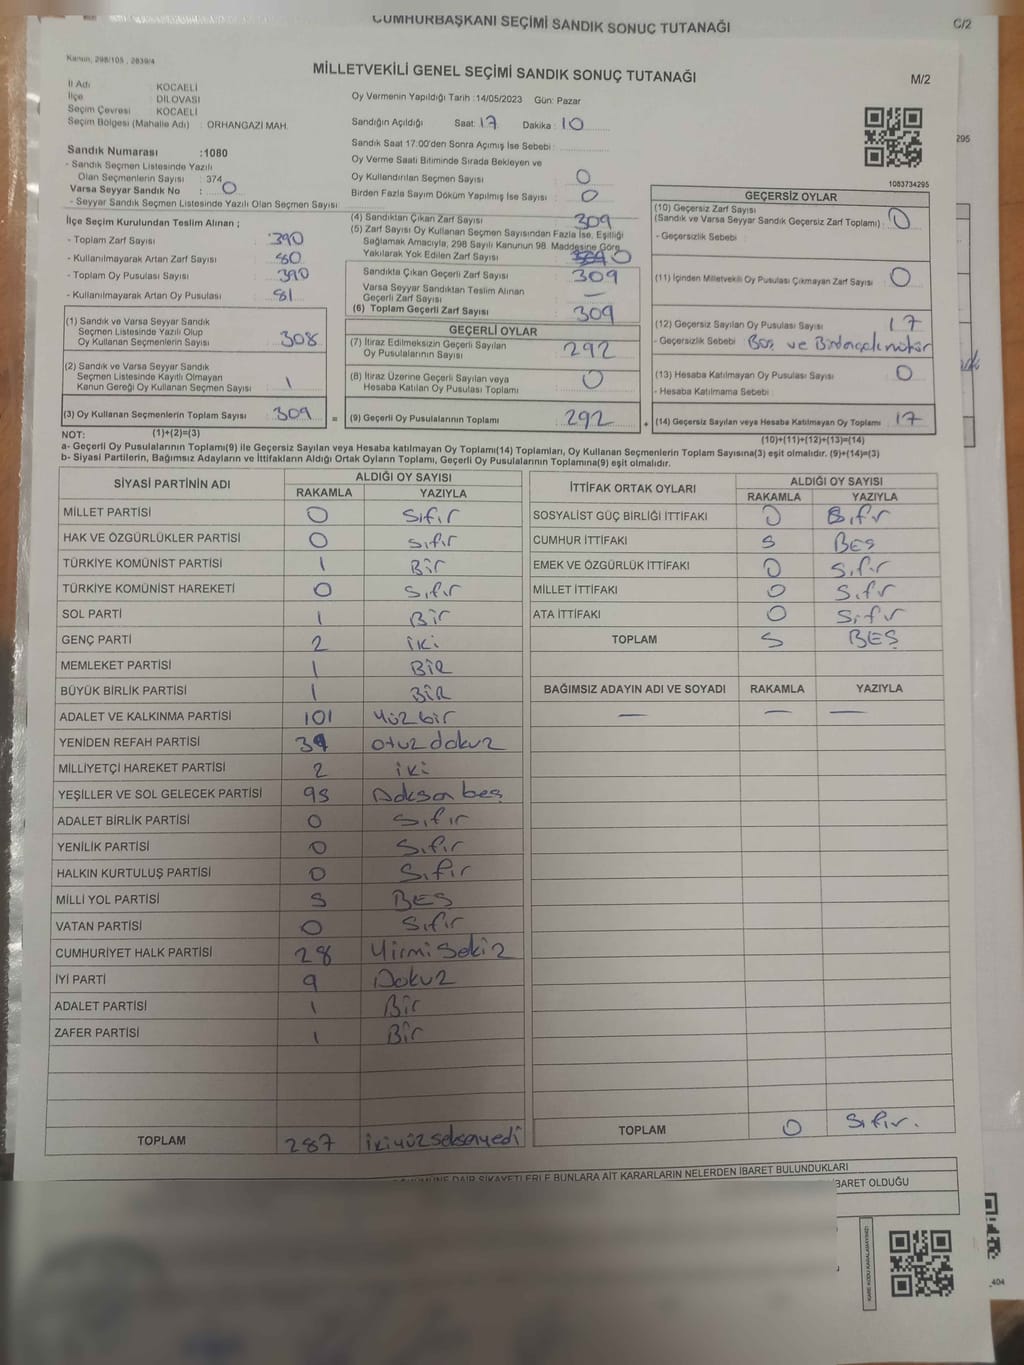 CUMHURBAŞKANI SEÇİMİ SANDIK SONUÇ TUTANAĞI
C/2
Kanun, 298/105 , 2839/4
MİLLETVEKİLİ GENEL SEÇİMİ SANDIK SONUÇ TUTANAĞI
M/2
İl Adı : KOCAELİ
İlçe : DİLOVASI
Seçim Çevresi : KOCAELİ
Seçim Bölgesi (Mahalle Adı) : ORHANGAZİ MAH.
Oy Vermenin Yapıldığı Tarih :14/05/2023 Gün: Pazar
Sandığın Açıldığı Saat: 17 Dakika : 10
Sandık Saat 17:00'den Sonra Açımış İse Sebebi :
Oy Verme Saati Bitiminde Sırada Bekleyen ve
Oy Kullandırılan Seçmen Sayısı : 0
Birden Fazla Sayım Döküm Yapılmış İse Sayısı : 0
295
1083734295
Sandık Numarası :1080
- Sandık Seçmen Listesinde Yazılı
Olan Seçmenlerin Sayısı : 374
Varsa Seyyar Sandık No : 0
- Seyyar Sandık Seçmen Listesinde Yazılı Olan Seçmen Sayısı :
İlçe Seçim Kurulundan Teslim Alınan ;
- Toplam Zarf Sayısı : 390
- Kullanılmayarak Artan Zarf Sayısı : 80
- Toplam Oy Pusulası Sayısı : 390
- Kullanılmayarak Artan Oy Pusulası : 81
(1) Sandık ve Varsa Seyyar Sandık
Seçmen Listesinde Yazılı Olup
Oy Kullanan Seçmenlerin Sayısı : 308
(2) Sandık ve Varsa Seyyar Sandık
Seçmen Listesinde Kayıtlı Olmayan
Kanun Gereği Oy Kullanan Seçmen Sayısı : 1
(3) Oy Kullanan Seçmenlerin Toplam Sayısı : 309
(4) Sandıktan Çıkan Zarf Sayısı : 309
(5) Zarf Sayısı Oy Kullanan Seçmen Sayısından Fazla İse, Eşitliği
Sağlamak Amacıyla, 298 Sayılı Kanunun 98. Maddesine Göre
Yakılarak Yok Edilen Zarf Sayısı : 0
Sandıkta Çıkan Geçerli Zarf Sayısı : 309
Varsa Seyyar Sandıktan Teslim Alınan
Geçerli Zarf Sayısı : —
(6) Toplam Geçerli Zarf Sayısı : 309
GEÇERLİ OYLAR
(7) İtiraz Edilmeksizin Geçerli Sayılan
Oy Pusulalarının Sayısı : 292
(8) İtiraz Üzerine Geçerli Sayılan veya
Hesaba Katılan Oy Pusulası Toplamı : 0
= (9) Geçerli Oy Pusulalarının Toplamı : 292
GEÇERSİZ OYLAR
(10) Geçersiz Zarf Sayısı
(Sandık ve Varsa Seyyar Sandık Geçersiz Zarf Toplamı) : 0
- Geçersizlik Sebebi :
(11) İçinden Milletvekili Oy Pusulası Çıkmayan Zarf Sayısı : 0
(12) Geçersiz Sayılan Oy Pusulası Sayısı : 17
- Geçersizlik Sebebi : Boş ve
(13) Hesaba Katılmayan Oy Pusulası Sayısı : 0
- Hesaba Katılmama Sebebi :
+ (14) Geçersiz Sayılan veya Hesaba Katılmayan Oy Toplamı : 17
NOT: (1)+(2)=(3)
(10)+(11)+(12)+(13)=(14)
a- Geçerli Oy Pusulalarının Toplamı(9) ile Geçersiz Sayılan veya Hesaba katılmayan Oy Toplamı(14) Toplamları, Oy Kullanan Seçmenlerin Toplam Sayısına(3) eşit olmalıdır. (9)+(14)=(3)
b- Siyasi Partilerin, Bağımsız Adayların ve İttifakların Aldığı Ortak Oyların Toplamı, Geçerli Oy Pusulalarının Toplamına(9) eşit olmalıdır.
SİYASİ PARTİNİN ADI
ALDIĞI OY SAYISI
RAKAMLA YAZIYLA
MİLLET PARTİSİ 0 Sıfır
HAK VE ÖZGÜRLÜKLER PARTİSİ 0 Sıfır
TÜRKİYE KOMÜNİST PARTİSİ 1 Bir
TÜRKİYE KOMÜNİST HAREKETİ 0 Sıfır
SOL PARTİ 1 Bir
GENÇ PARTİ 2 iki
MEMLEKET PARTİSİ 1 BİR
BÜYÜK BİRLİK PARTİSİ 1 BİR
ADALET VE KALKINMA PARTİSİ 101 Yüz bir
YENİDEN REFAH PARTİSİ 39 otuz dokuz
MİLLİYETÇİ HAREKET PARTİSİ 2 iki
YEŞİLLER VE SOL GELECEK PARTİSİ 95 Doksan beş
ADALET BİRLİK PARTİSİ 0 Sıfır
YENİLİK PARTİSİ 0 Sıfır
HALKIN KURTULUŞ PARTİSİ 0 Sıfır
MİLLİ YOL PARTİSİ 5 BEŞ
VATAN PARTİSİ 0 Sıfır
CUMHURİYET HALK PARTİSİ 28 Yirmi Sekiz
İYİ PARTİ 9 Dokuz
ADALET PARTİSİ 1 Bir
ZAFER PARTİSİ 1 Bir
TOPLAM 287 ikiyüz seksenyedi
İTTİFAK ORTAK OYLARI
ALDIĞI OY SAYISI
RAKAMLA YAZIYLA
SOSYALİST GÜÇ BİRLİĞİ İTTİFAKI 0 Sıfır
CUMHUR İTTİFAKI 5 BEŞ
EMEK VE ÖZGÜRLÜK İTTİFAKI 0 Sıfır
MİLLET İTTİFAKI 0 Sıfır
ATA İTTİFAKI 0 Sıfır
TOPLAM 5 BEŞ
BAĞIMSIZ ADAYIN ADI VE SOYADI RAKAMLA YAZIYLA
— — —
TOPLAM 0 Sıfır.
DAİR ŞİKAYETLERLE BUNLARA AİT KARARLARIN NELERDEN İBARET BULUNDUKLARI
BARET OLDUĞU
KARE KODU KARALAMAYINIZ!
404